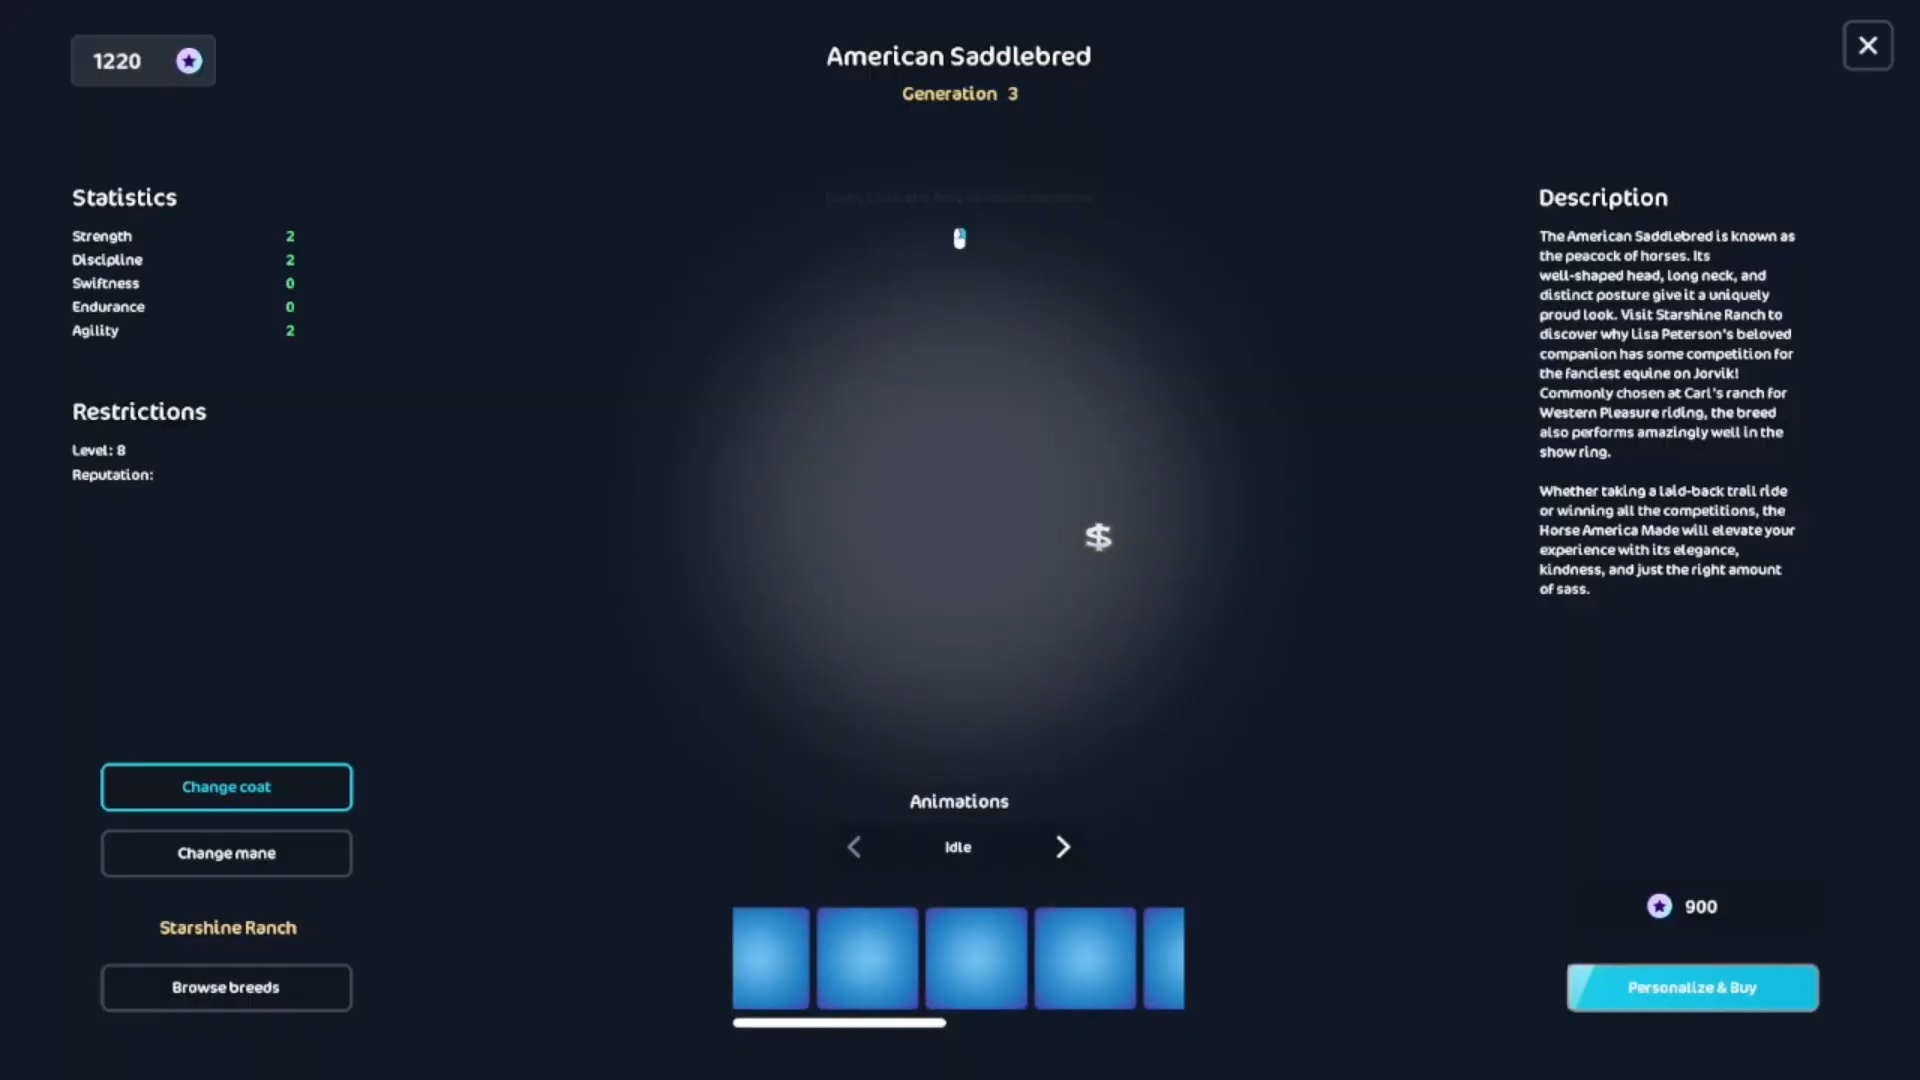 1220
American Saddlebred
Generation 3
Statistics
Strength 2
Discipline 2
Swiftness 0
Endurance 0
Agility 2
Restrictions
Level: 8
Reputation:
$
Description
The American Saddlebred is known as
the peacock of horses. Its
well-shaped head, long neck, and
distinct posture give it a uniquely
proud look. Visit Starshine Ranch to
discover why Lisa Peterson's beloved
companion has some competition for
the fanciest equine on Jorvik!
Commonly chosen at Carl's ranch for
Western Pleasure riding, the breed
also performs amazingly well in the
show ring.
Whether taking a laid-back trail ride
or winning all the competitions, the
Horse America Made will elevate your
experience with its elegance,
kindness, and just the right amount
of sass.
Change coat
Change mane
Starshine Ranch
Browse breeds
Animations
Idle
900
Personalize & Buy